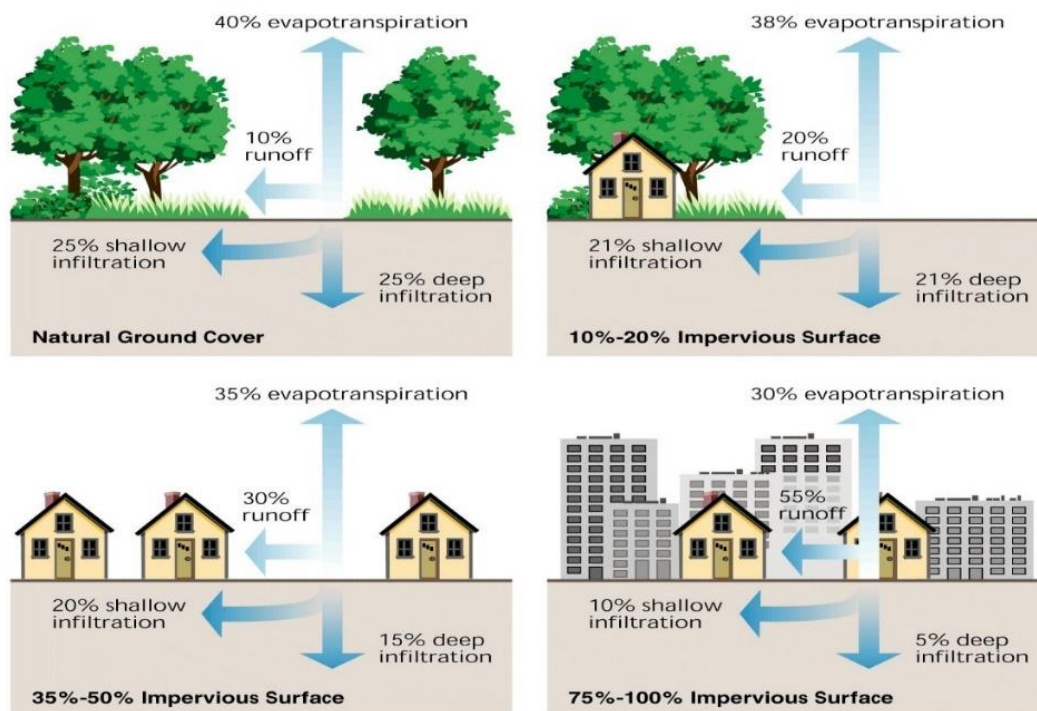 40% evapotranspiration
10%
runoff
25% shallow
infiltration
25% deep
infiltration
Natural Ground Cover
38% evapotranspiration
20%
runoff
21% shallow
infiltration
21% deep
infiltration
10%-20% Impervious Surface
35% evapotranspiration
30%
runoff
20% shallow
infiltration
15% deep
infiltration
35%-50% Impervious Surface
30% evapotranspiration
55%
runoff
10% shallow
infiltration
5% deep
infiltration
75%-100% Impervious Surface